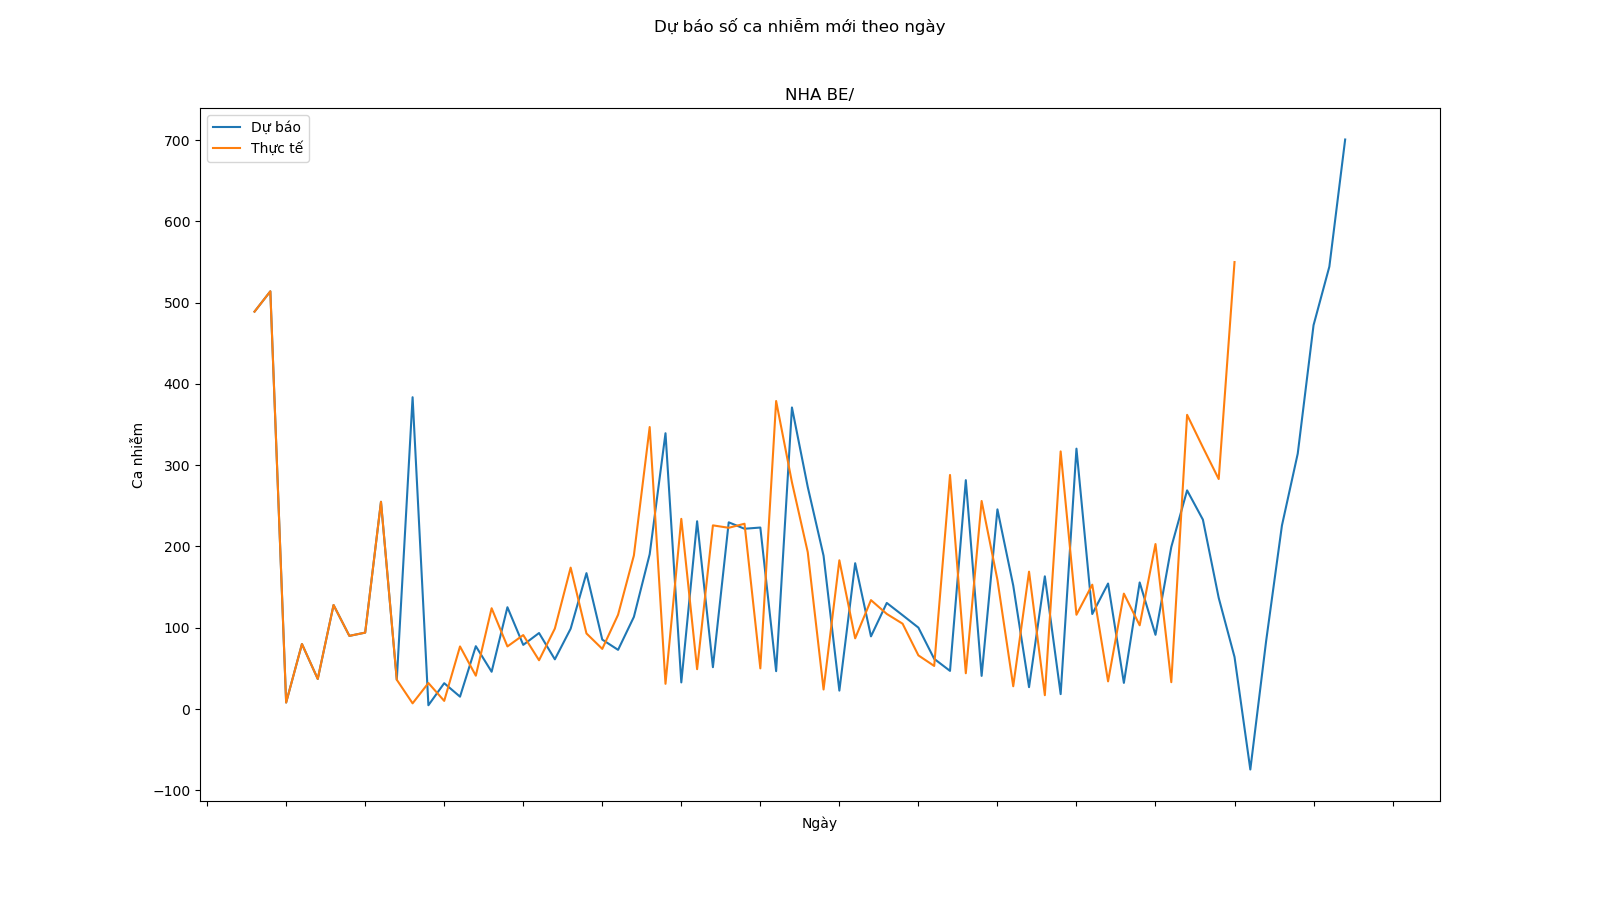 Dự báo số ca nhiễm mới theo ngày
NHA BE/
Dự báo
Thực tế
700
600
500
400
300
200
100
0
−100
Ca nhiễm
Ngày